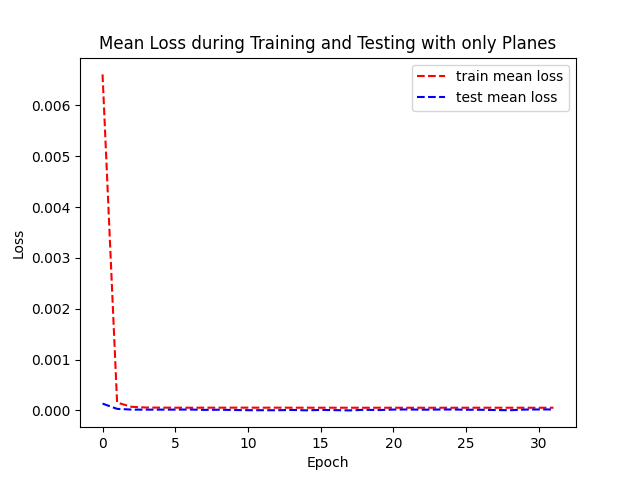 Mean Loss during Training and Testing with only Planes
train mean loss
test mean loss
0.006
0.005
0.004
0.003
0.002
0.001
0.000
Loss
0 5 10 15 20 25 30
Epoch